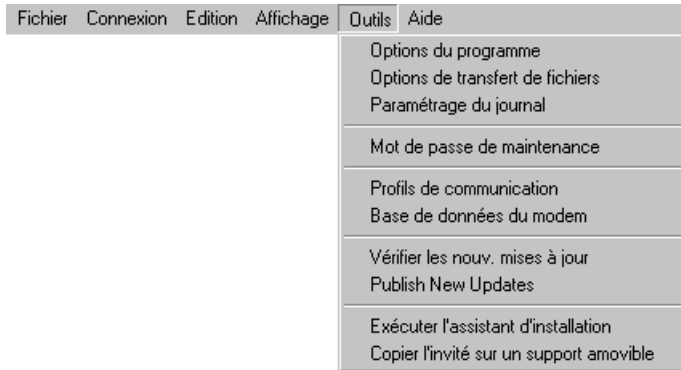 Fichier Connexion Edition Affichage Outils Aide
Options du programme
Options de transfert de fichiers
Paramétrage du journal
Mot de passe de maintenance
Profils de communication
Base de données du modem
Vérifier les nouv. mises à jour
Publish New Updates
Exécuter l'assistant d'installation
Copier l'invité sur un support amovible